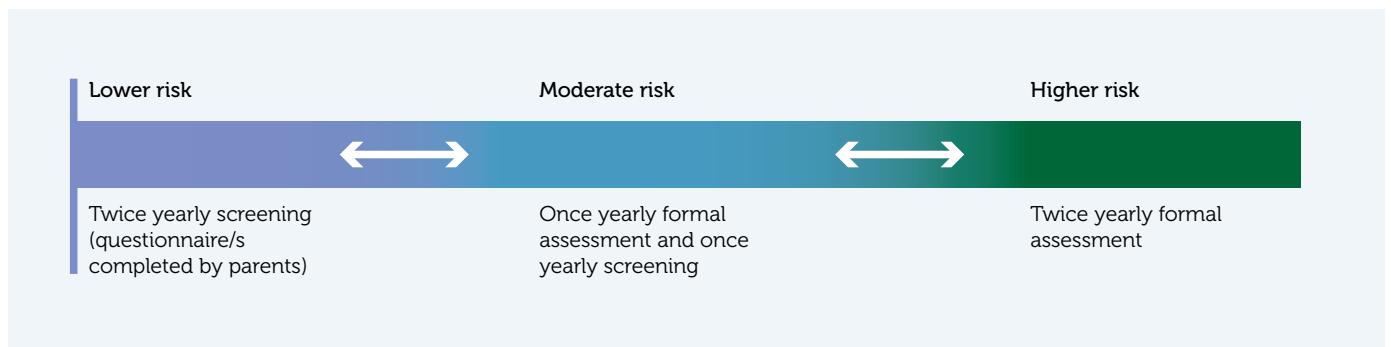 Lower risk
Twice yearly screening
(questionnaire/s
completed by parents)
Moderate risk
Once yearly formal
assessment and once
yearly screening
Higher risk
Twice yearly formal
assessment